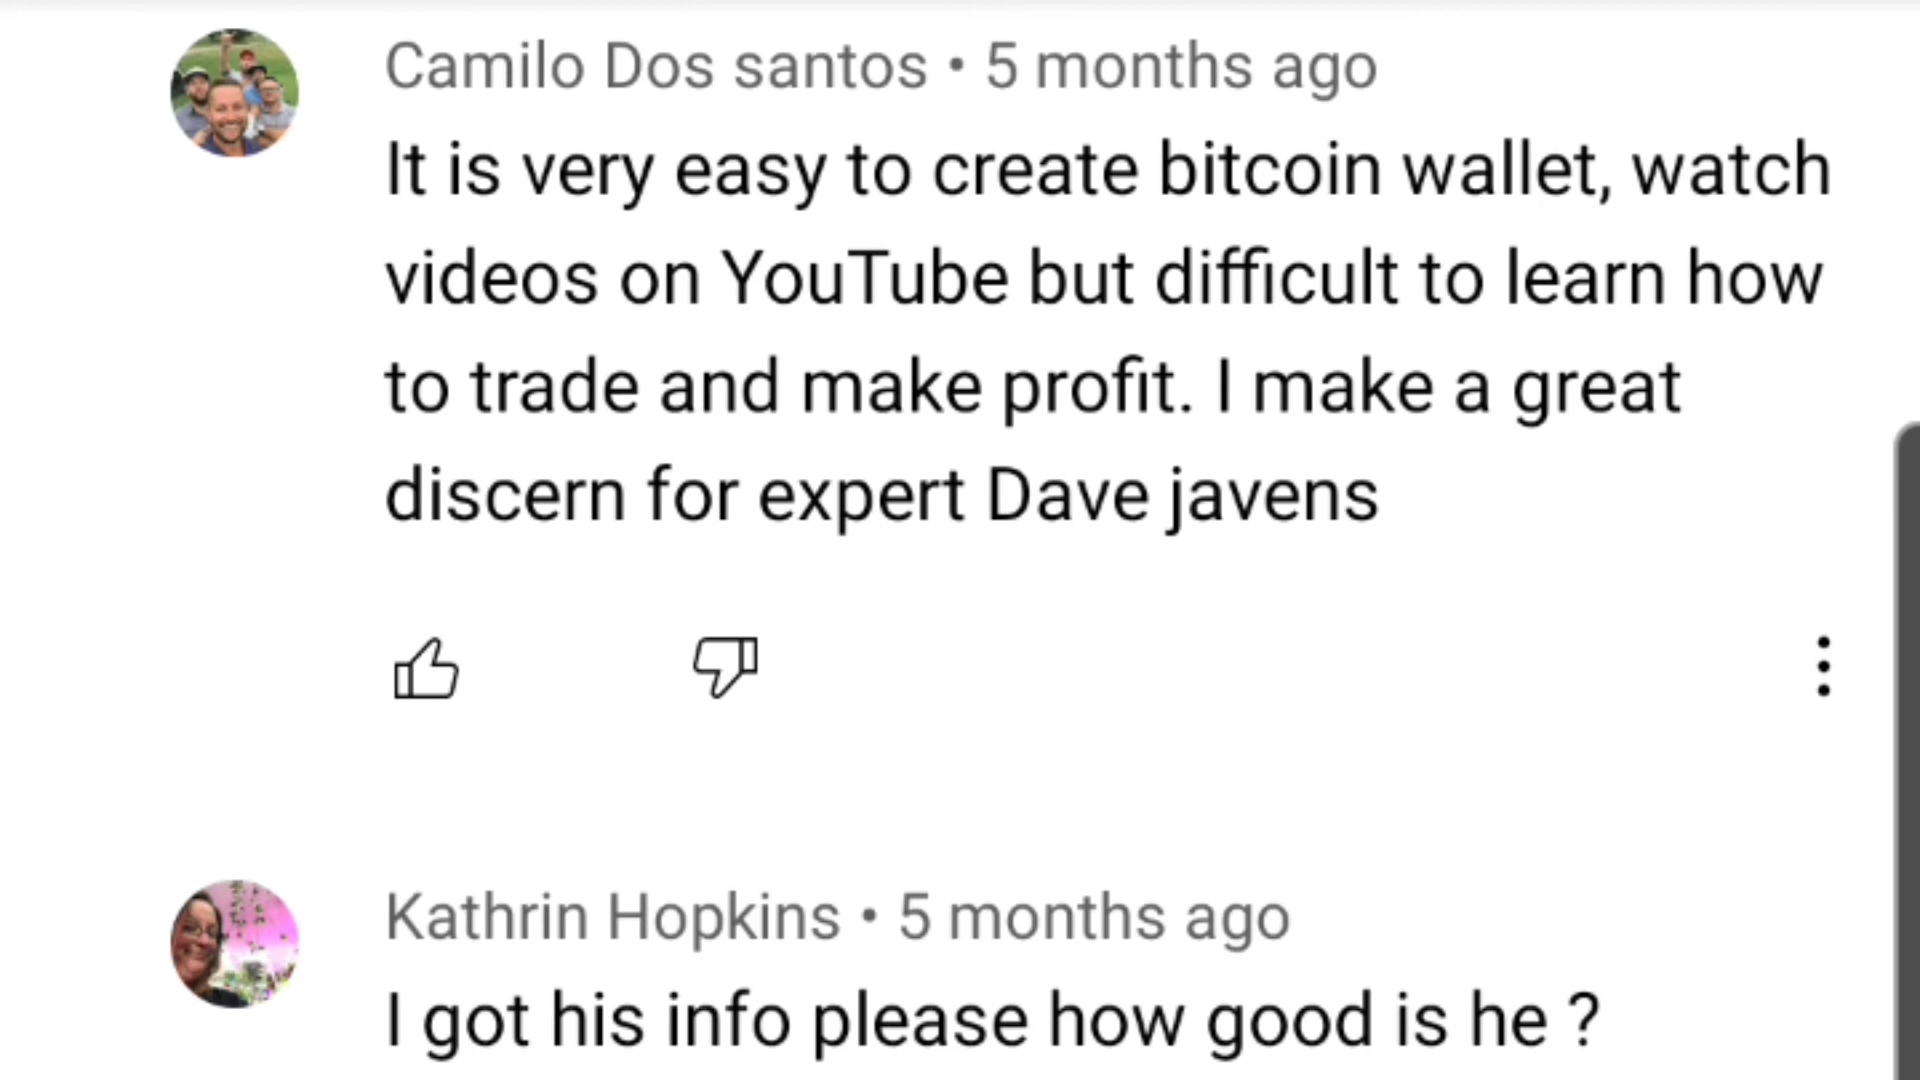 Camilo Dos santos • 5 months ago
It is very easy to create bitcoin wallet, watch
videos on YouTube but difficult to learn how
to trade and make profit. I make a great
discern for expert Dave javens
Kathrin Hopkins • 5 months ago
I got his info please how good is he ?